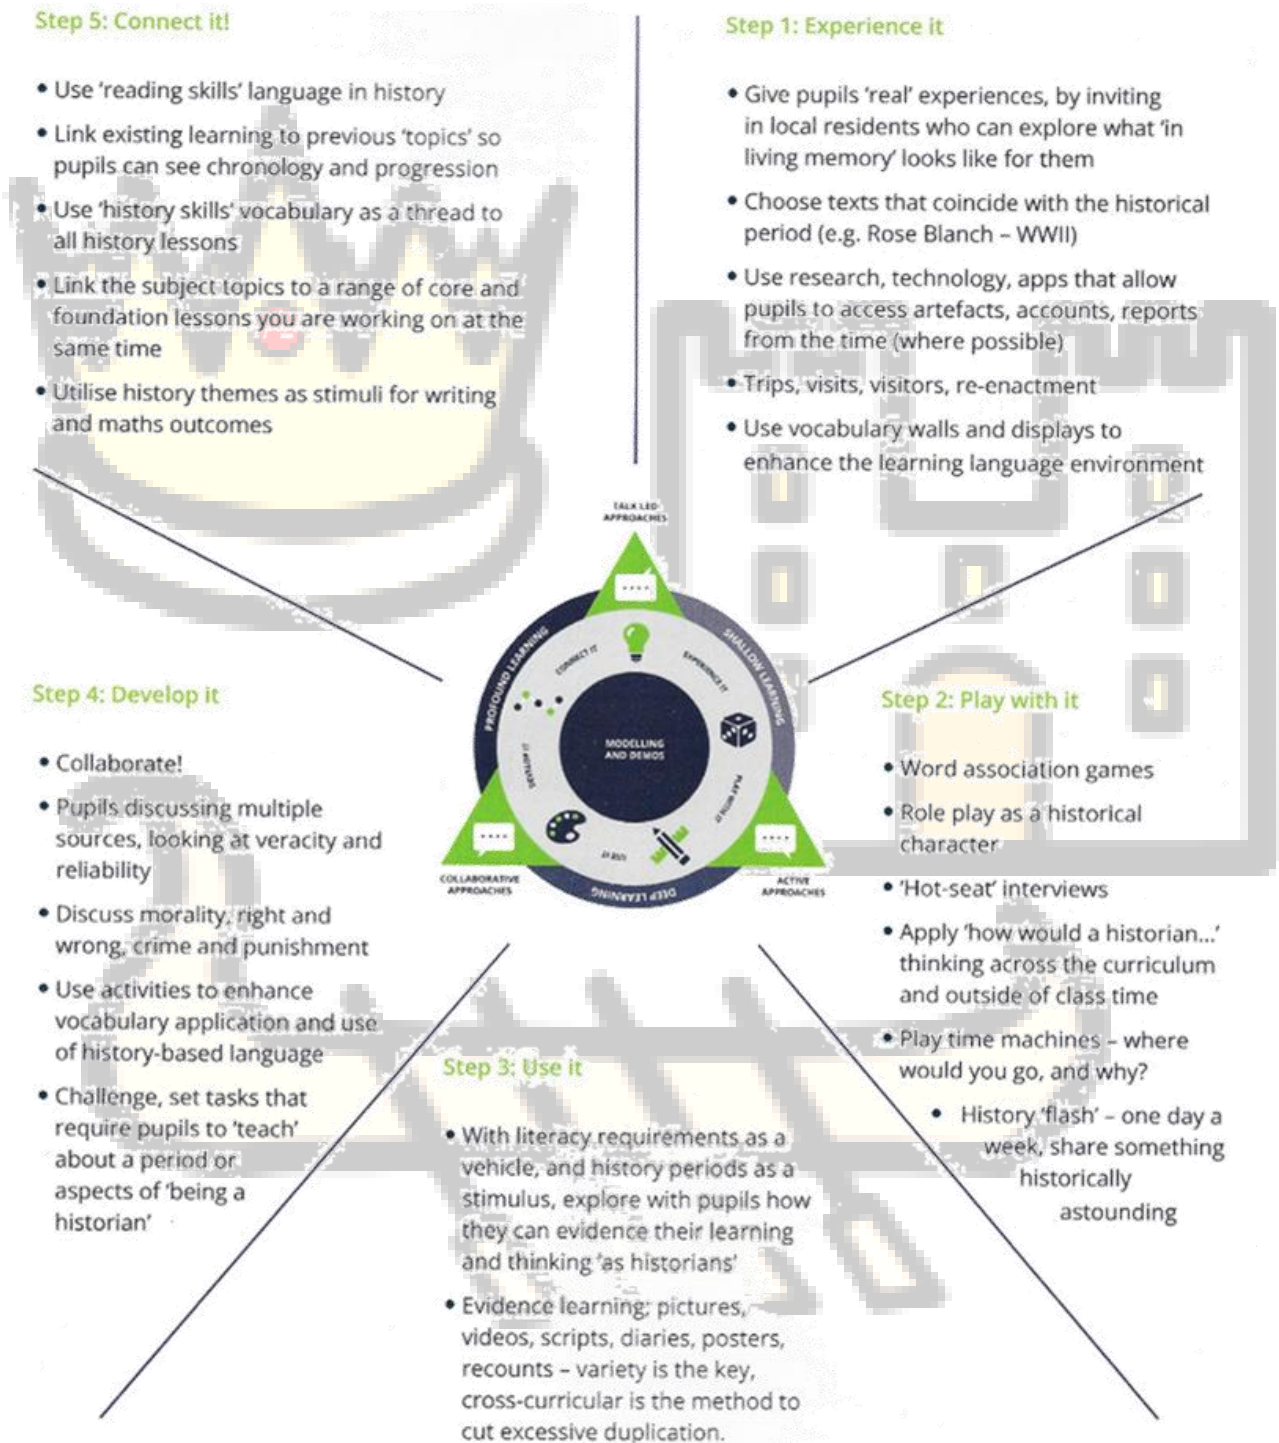 Step 5: Connect it!
• Use ‘reading skills’ language in history
• Link existing learning to previous ‘topics’ so
pupils can see chronology and progression
• Use ‘history skills’ vocabulary as a thread to
all history lessons
• Link the subject topics to a range of core and
foundation lessons you are working on at the
same time
• Utilise history themes as stimuli for writing
and maths outcomes
Step 1: Experience it
• Give pupils ‘real’ experiences, by inviting
in local residents who can explore what ‘in
living memory’ looks like for them
• Choose texts that coincide with the historical
period (e.g. Rose Blanch – WWII)
• Use research, technology, apps that allow
pupils to access artefacts, accounts, reports
from the time (where possible)
• Trips, visits, visitors, re-enactment
• Use vocabulary walls and displays to
enhance the learning language environment
TALK LED
APPROACHES
PROFOUND LEARNING
SHALLOW LEARNING
CONNECT IT
EXPERIENCE IT
MODELLING
AND DEMOS
DEVELOP IT
PLAY WITH IT
USE IT
DEEP LEARNING
COLLABORATIVE
APPROACHES
ACTIVE
APPROACHES
Step 4: Develop it
• Collaborate!
• Pupils discussing multiple
sources, looking at veracity and
reliability
• Discuss morality, right and
wrong, crime and punishment
• Use activities to enhance
vocabulary application and use
of history-based language
• Challenge, set tasks that
require pupils to ‘teach’
about a period or
aspects of ‘being a
historian’
Step 2: Play with it
• Word association games
• Role play as a historical
character
• ‘Hot-seat’ interviews
• Apply ‘how would a historian...’
thinking across the curriculum
and outside of class time
• Play time machines – where
would you go, and why?
• History ‘flash’ – one day a
week, share something
historically
astounding
Step 3: Use it
• With literacy requirements as a
vehicle, and history periods as a
stimulus, explore with pupils how
they can evidence their learning
and thinking ‘as historians’
• Evidence learning; pictures,
videos, scripts, diaries, posters,
recounts – variety is the key,
cross-curricular is the method to
cut excessive duplication.